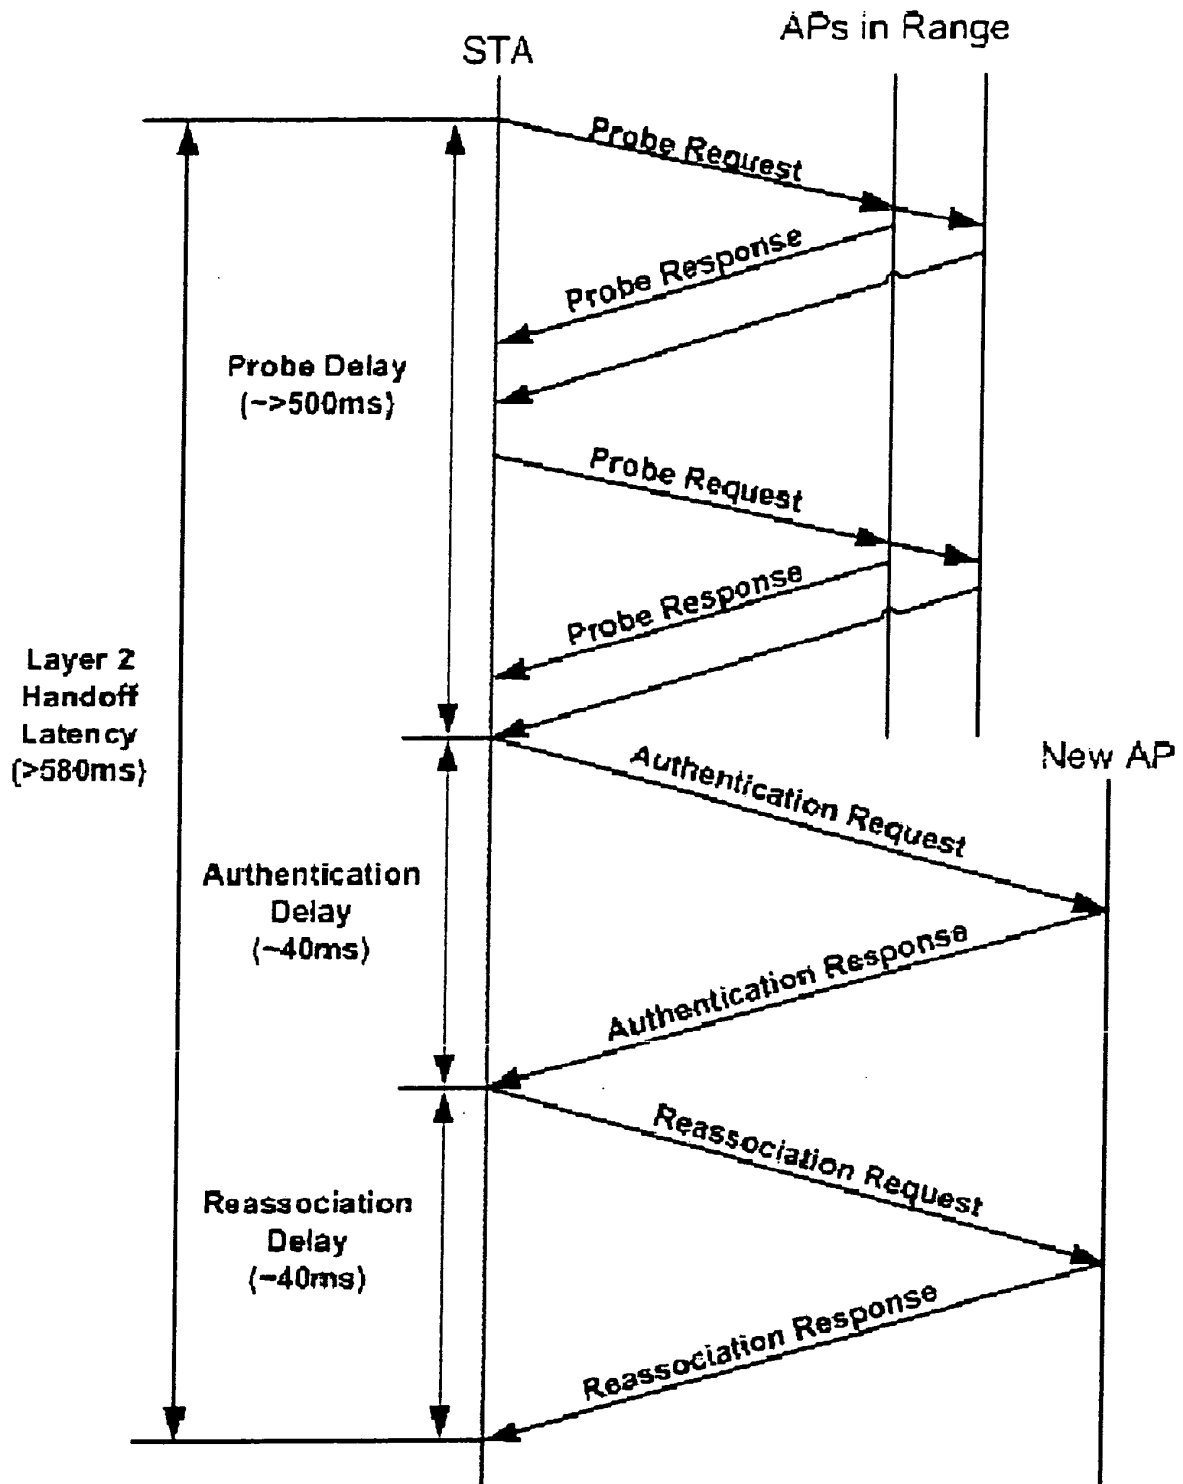 STA
APs in Range
Probe Request
Probe Response
Probe Delay
(~>500ms)
Probe Request
Probe Response
Layer 2
Handoff
Latency
(>580ms)
New AP
Authentication Request
Authentication
Delay
(~40ms)
Authentication Response
Reassociation Request
Reassociation
Delay
(~40ms)
Reassociation Response